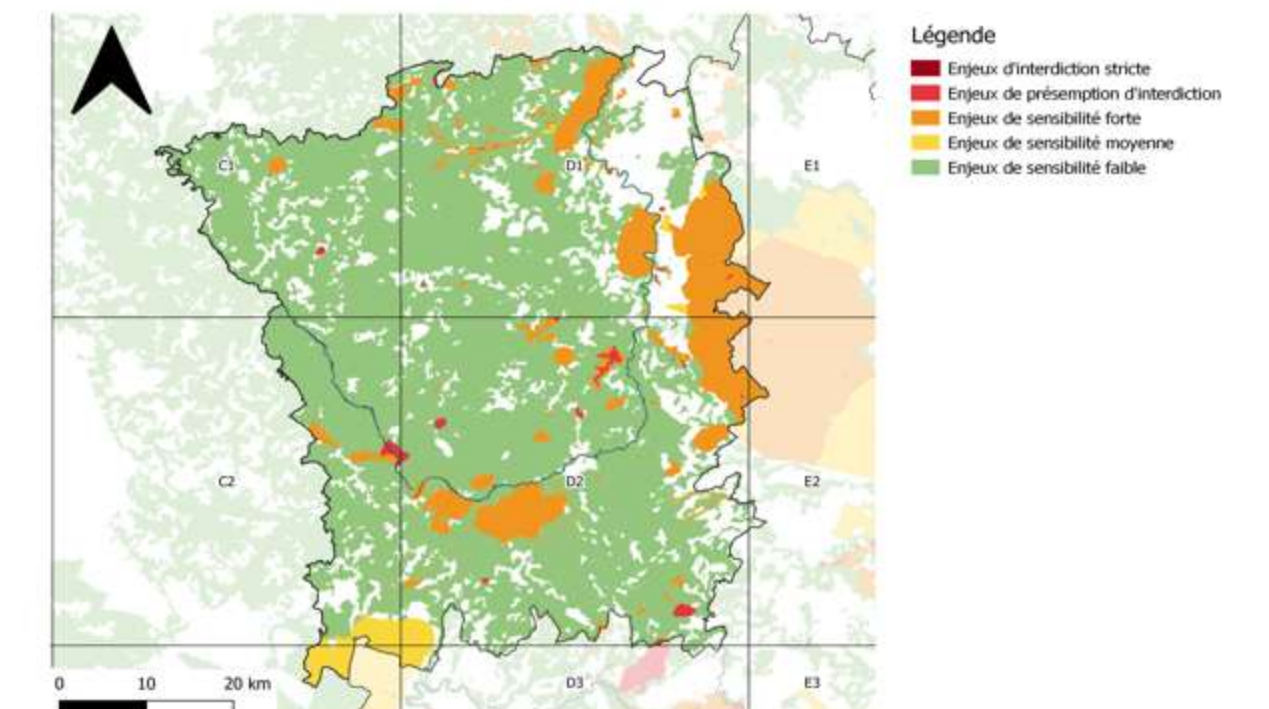 Légende
Enjeux d'interdiction stricte
Enjeux de présemption d'interdiction
Enjeux de sensibilité forte
Enjeux de sensibilité moyenne
Enjeux de sensibilité faible
C1
D1
E1
C2
D2
E2
D3
E3
0 10 20 km